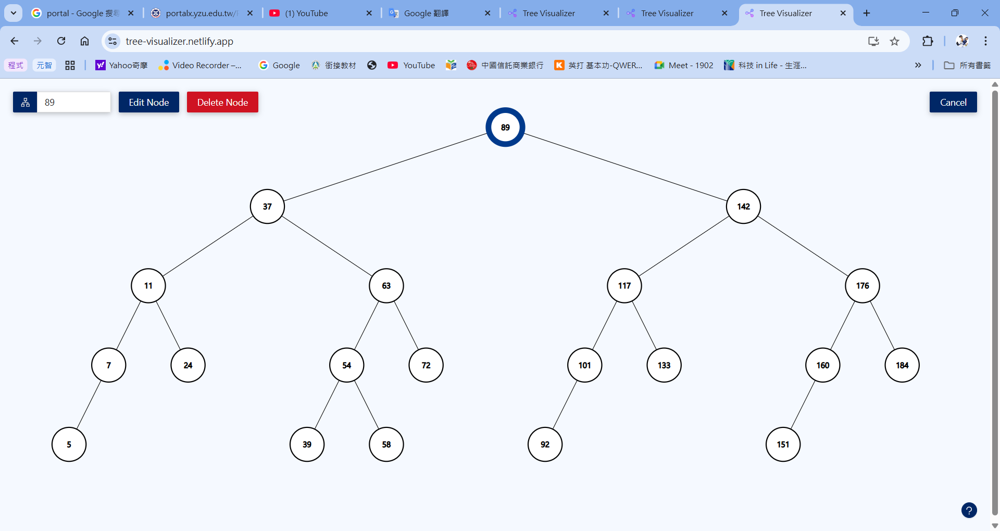 portal - Google 搜尋
portalx.yzu.edu.tw/
(1) YouTube
Google 翻譯
Tree Visualizer
Tree Visualizer
Tree Visualizer
tree-visualizer.netlify.app
程式
元智
Yahoo奇摩
Video Recorder –...
Google
銜接教材
YouTube
中國信託商業銀行
英打 基本功-QWER...
Meet - 1902
科技 in Life - 生涯...
所有書籤
89
Edit Node
Delete Node
Cancel
89
37
142
11
63
117
176
7
24
54
72
101
133
160
184
5
39
58
92
151
?